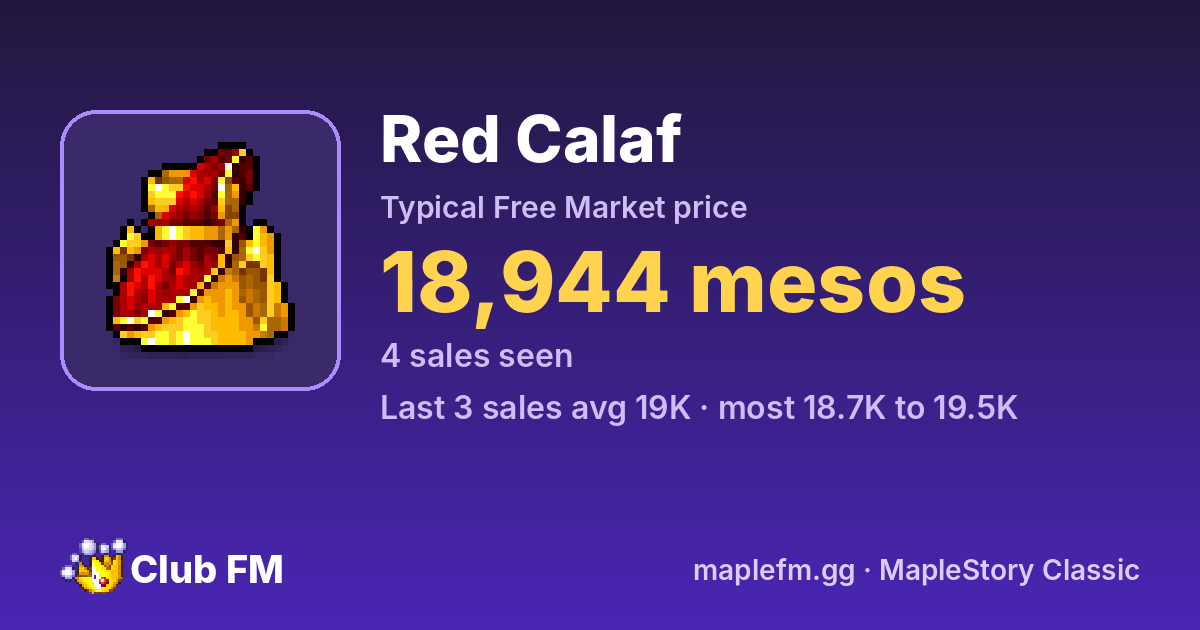 Red Calaf
Typical Free Market price
18,944 mesos
4 sales seen
Last 3 sales avg 19K · most 18.7K to 19.5K
Club FM
maplefm.gg · MapleStory Classic